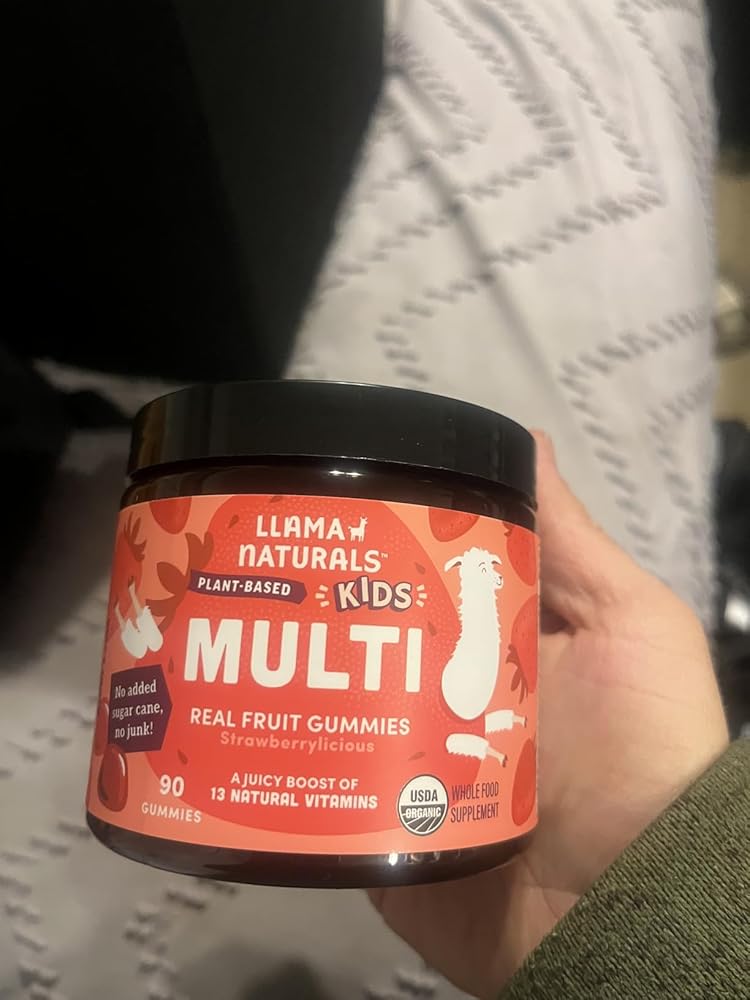 LLAMA
NATURALS™
PLANT-BASED
KIDS
MULTI
No added
sugar cane,
no junk!
REAL FRUIT GUMMIES
Strawberrylicious
90
GUMMIES
A JUICY BOOST OF
13 NATURAL VITAMINS
USDA
ORGANIC
WHOLE FOOD
SUPPLEMENT